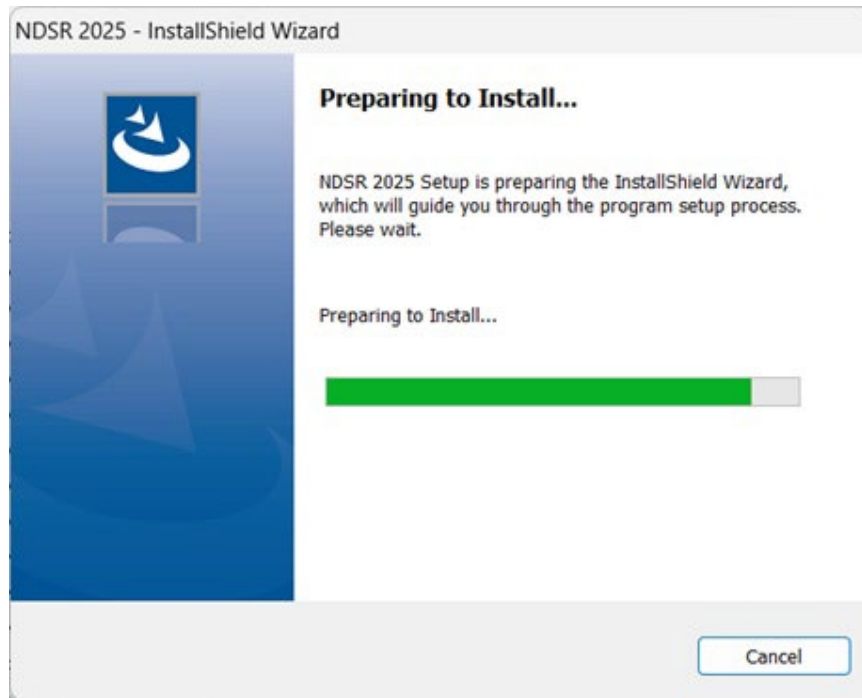 NDSR 2025 - InstallShield Wizard
Preparing to Install...
NDSR 2025 Setup is preparing the InstallShield Wizard,
which will guide you through the program setup process.
Please wait.
Preparing to Install...
Cancel